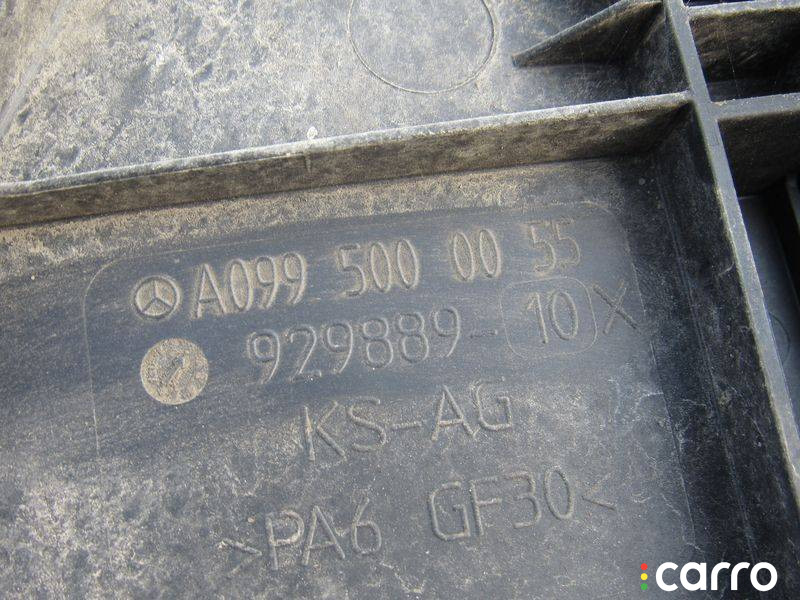 A099 500 00 55
929889-10X
KS-AG
>PA6 GF30<
carro